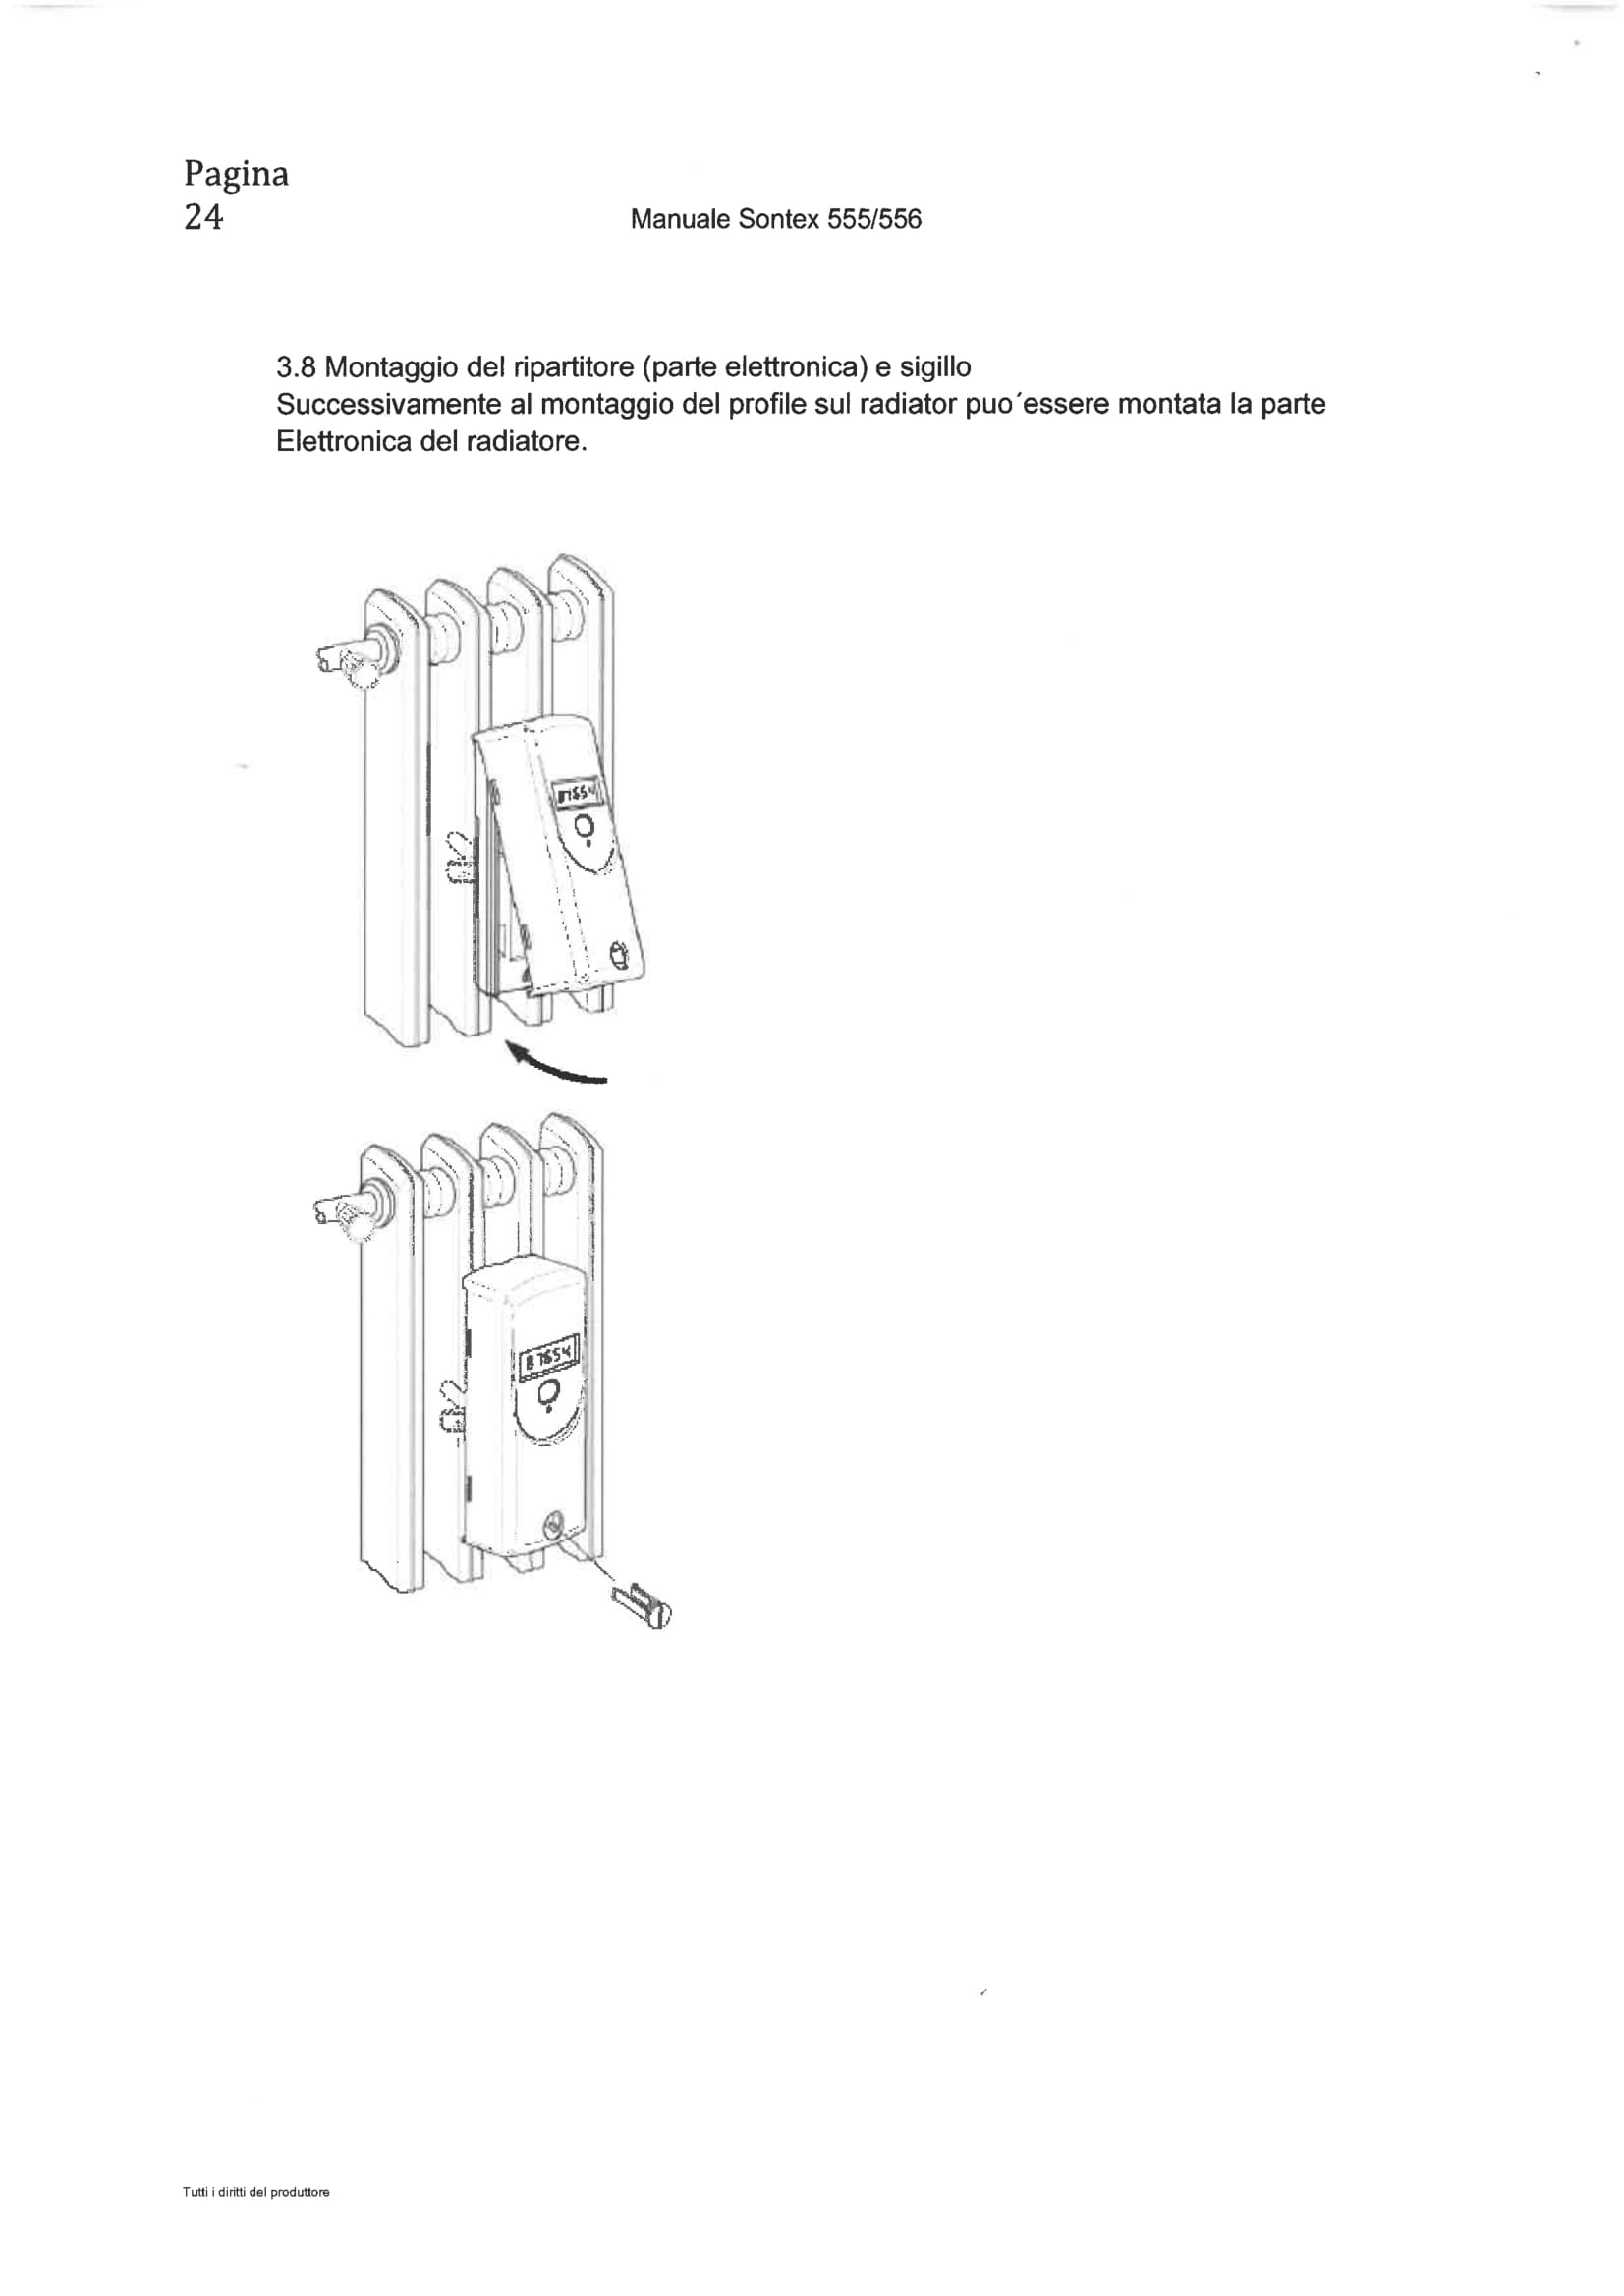 Pagina
24
Manuale Sontex 555/556
3.8 Montaggio del ripartitore (parte elettronica) e sigillo
Successivamente al montaggio del profile sul radiator puo´essere montata la parte
Elettronica del radiatore.
87654
Tutti i diritti del produttore